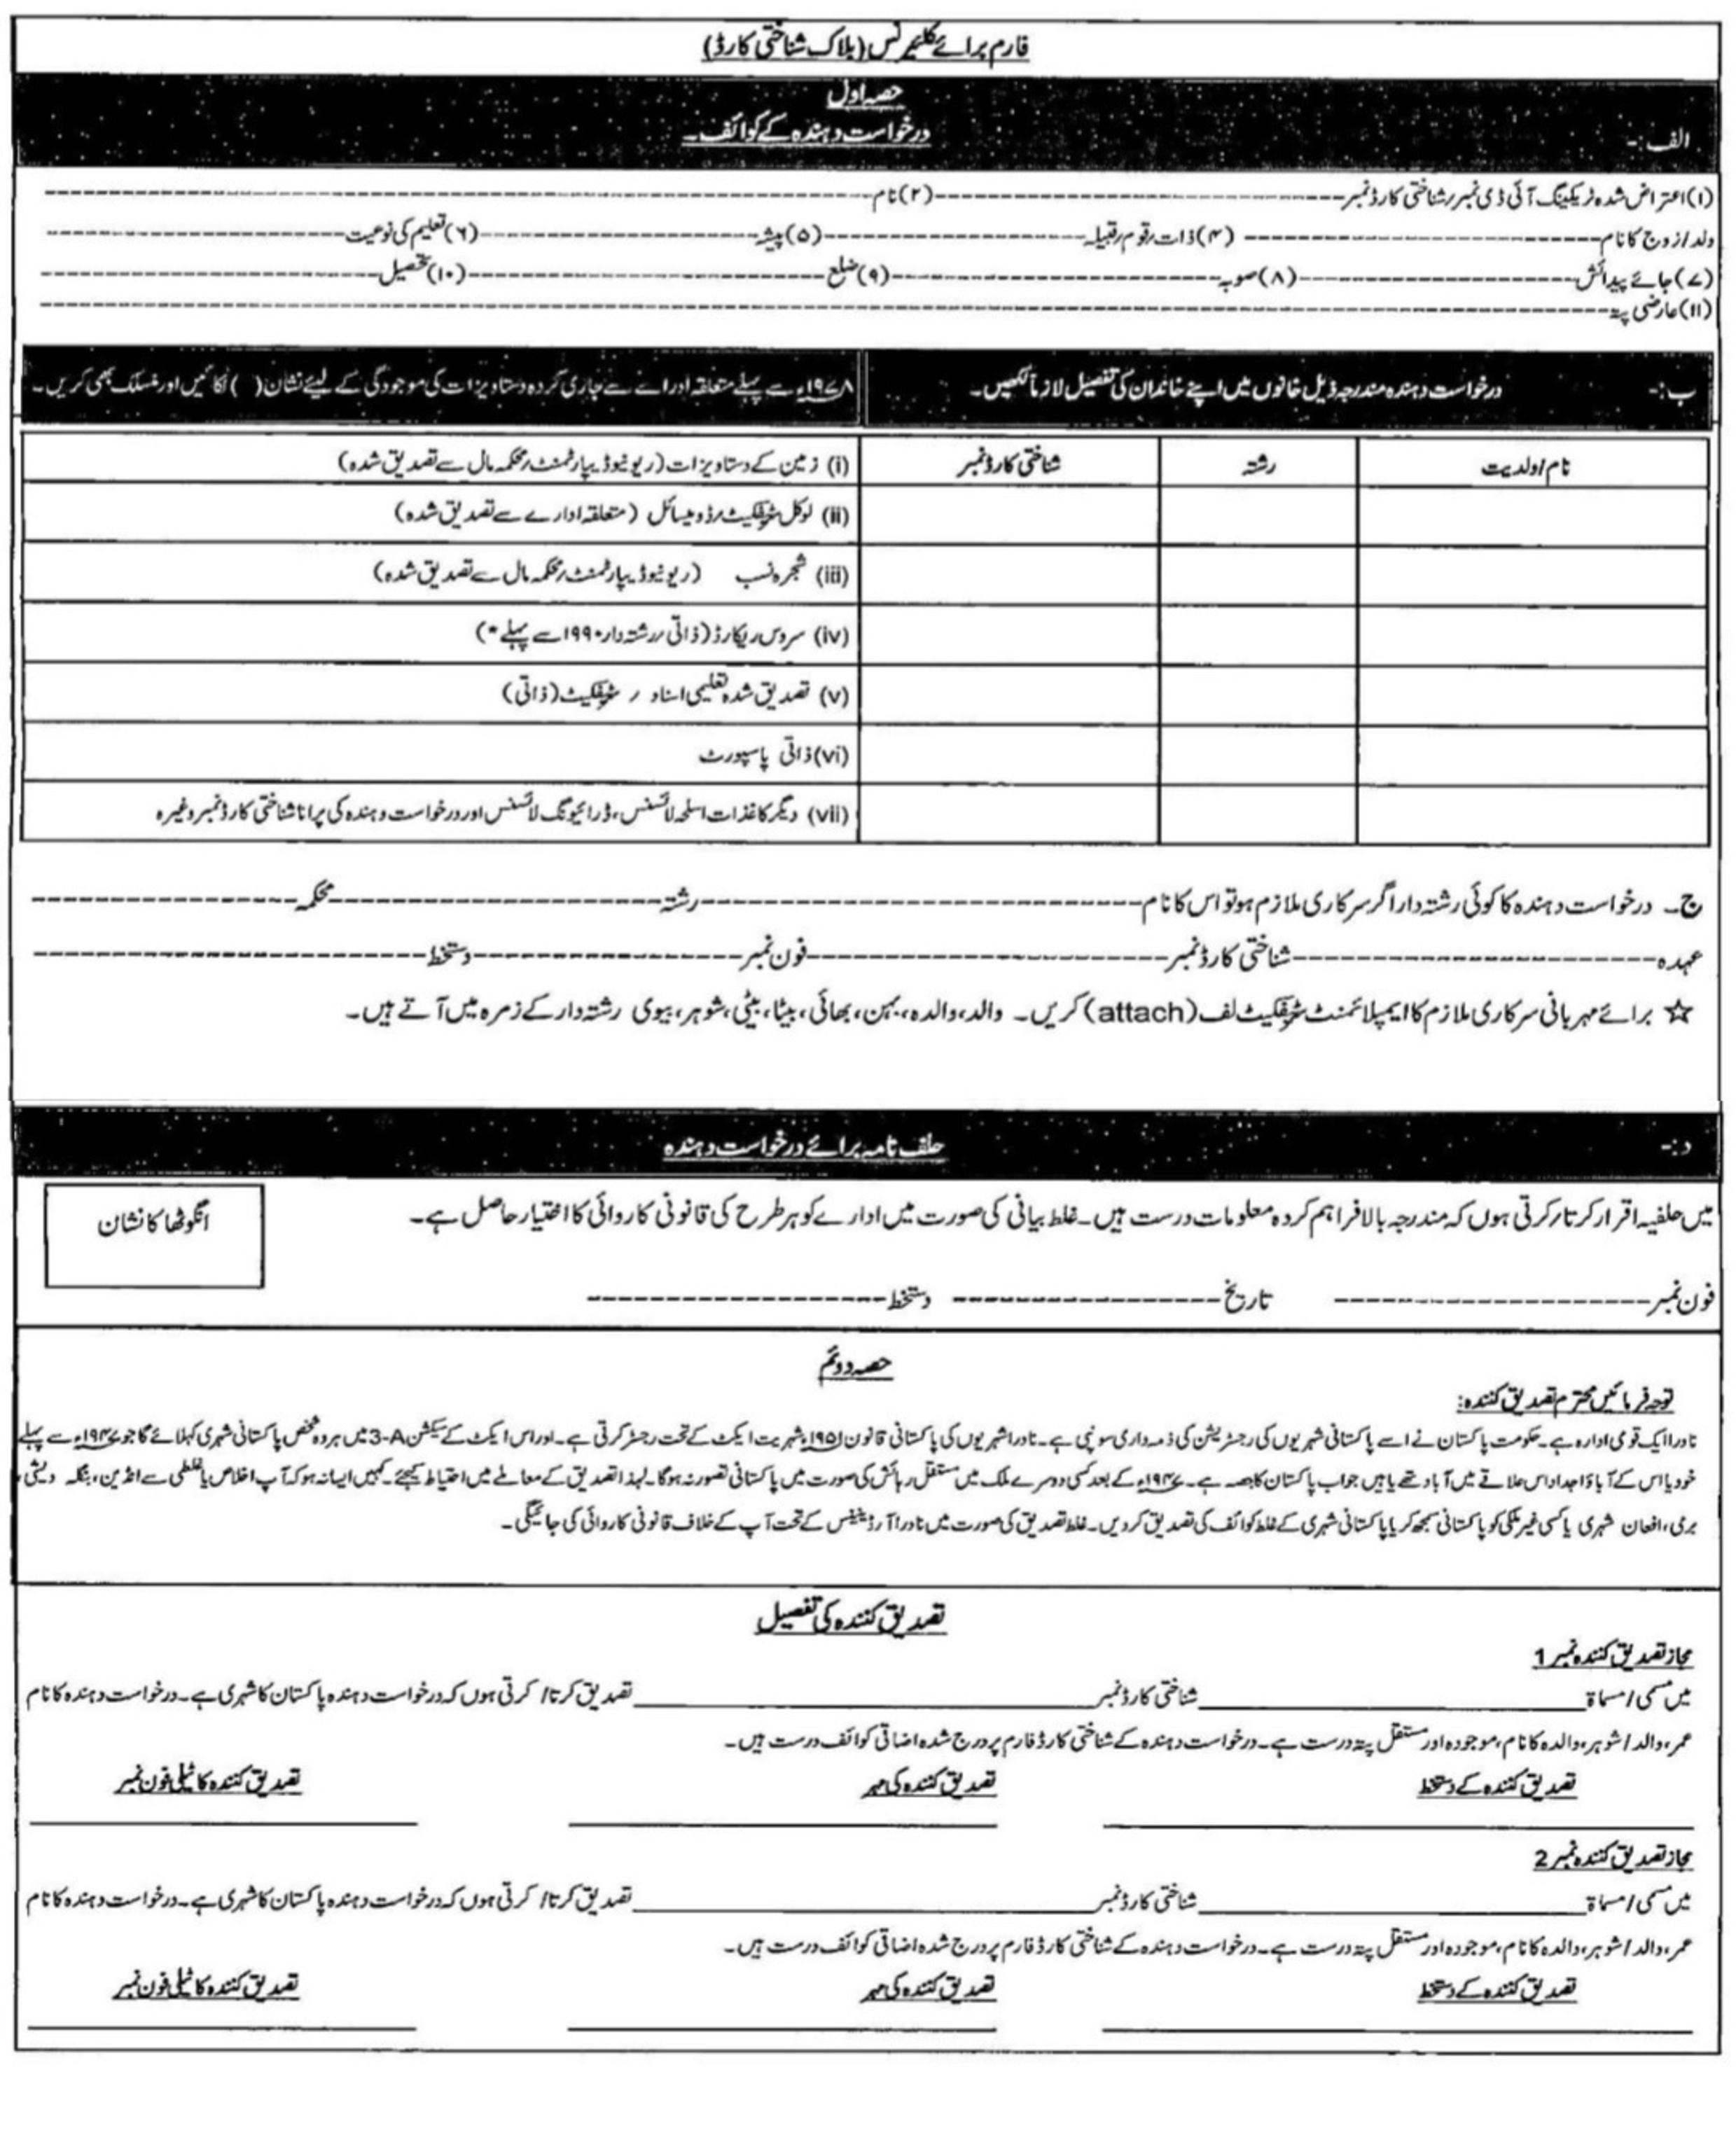 فارم برائے کلیئرنس (بلاک شناختی کارڈ)
حصہ اول
الف:- درخواست دہندہ کے کوائف۔
(۱) اعتراض شدہ ٹریکینگ آئی ڈی نمبر/شناختی کارڈ نمبر------------------(۲) نام------------------
ولد/زوج کا نام------------------ (۴) ذات/قوم/قبیلہ------------------(۵) پیشہ------------------(۶) تعلیم کی نوعیت------------------
(۷) جائے پیدائش------------------(۸) صوبہ------------------(۹) ضلع------------------(۱۰) تحصیل------------------
(۱۱) عارضی پتہ------------------
ب:- درخواست دہندہ مندرجہ ذیل خانوں میں اپنے خاندان کی تفصیل لازماً لکھیں۔
۱۹۷۸ء سے پہلے متعلقہ ادراے سے جاری کردہ دستاویزات کی موجودگی کے لیئے نشان ( ) لگائیں اور منسلک بھی کریں۔
نام/ولدیت رشتہ شناختی کارڈ نمبر
(i) زمین کے دستاویزات (ریونیو ڈیپارٹمنٹ/محکمہ مال سے تصدیق شدہ)
(ii) لوکل سرٹیفکیٹ/ڈومیسائل (متعلقہ ادارے سے تصدیق شدہ)
(iii) شجرہ نسب (ریونیو ڈیپارٹمنٹ/محکمہ مال سے تصدیق شدہ)
(iv) سروس ریکارڈ (ذاتی/رشتہ دار ۱۹۹۰ سے پہلے *)
(v) تصدیق شدہ تعلیمی اسناد / سرٹیفکیٹ (ذاتی)
(vi) ذاتی پاسپورٹ
(vii) دیگر کاغذات اسلحہ لائسنس، ڈرائیونگ لائسنس اور درخواست دہندہ کی پرانا شناختی کارڈ نمبر وغیرہ
ج۔ درخواست دہندہ کا کوئی رشتہ دار اگر سرکاری ملازم ہو تو اس کا نام------------------رشتہ------------------محکمہ------------------
عہدہ------------------شناختی کارڈ نمبر------------------فون نمبر------------------دستخط------------------
☆ برائے مہربانی سرکاری ملازم کا ایمپلائمنٹ سرٹیفکیٹ لف (attach) کریں۔ والد، والدہ، بہن، بھائی، بیٹا، بیٹی، شوہر، بیوی رشتہ دار کے زمرہ میں آتے ہیں۔
د:- حلف نامہ برائے درخواست دہندہ
میں حلفیہ اقرار کرتا/کرتی ہوں کہ مندرجہ بالا فراہم کردہ معلومات درست ہیں۔ غلط بیانی کی صورت میں ادارے کو ہر طرح کی قانونی کاروائی کا اختیار حاصل ہے۔
انگوٹھا کا نشان
فون نمبر------------------ تاریخ------------------ دستخط------------------
حصہ دوئم
توجہ فرمائیں محترم تصدیق کنندہ:
نادرا ایک قومی ادارہ ہے۔ حکومت پاکستان نے اسے پاکستانی شہریوں کی رجسٹریشن کی ذمہ داری سونپی ہے۔ نادرا شہریوں کی پاکستانی قانون ۱۹۵۱ شہریت ایکٹ کے تحت رجسٹر کرتی ہے۔ اور اس ایکٹ کے سیکشن 3-A میں ہر وہ شخص پاکستانی شہری کہلائے گا جو ۱۹۴۷ء سے پہلے
خود یا اس کے آباؤ اجداد اس علاقے میں آباد تھے یا ہیں جو اب پاکستان کا حصہ ہے۔ ۱۹۴۷ء کے بعد کسی دوسرے ملک میں مستقل رہائش کی صورت میں پاکستانی تصور نہ ہوگا۔ لہذا تصدیق کے معاملے میں احتیاط کیجئے۔ کہیں ایسا نہ ہو کہ آپ اخلاص یا غلطی سے انڈین، بنگلہ دیشی،
بری، افغان شہری یا کسی غیر ملکی کو پاکستانی سمجھ کر یا پاکستانی شہری کے غلط کوائف کی تصدیق کر دیں۔ غلط تصدیق کی صورت میں نادرا آرڈیننس کے تحت آپ کے خلاف قانونی کاروائی کی جائیگی۔
تصدیق کنندہ کی تفصیل
مجاز تصدیق کنندہ نمبر 1
میں مسمی/مسماۃ__________شناختی کارڈ نمبر__________تصدیق کرتا/ کرتی ہوں کہ درخواست دہندہ پاکستان کا شہری ہے۔ درخواست دہندہ کا نام
عمر، والد/شوہر، والدہ کا نام، موجودہ اور مستقل پتہ درست ہے۔ درخواست دہندہ کے شناختی کارڈ فارم پر درج شدہ اضافی کوائف درست ہیں۔
تصدیق کنندہ کے دستخط تصدیق کنندہ کی مہر تصدیق کنندہ کا ٹیلی فون نمبر
مجاز تصدیق کنندہ نمبر 2
میں مسمی/مسماۃ__________شناختی کارڈ نمبر__________تصدیق کرتا/ کرتی ہوں کہ درخواست دہندہ پاکستان کا شہری ہے۔ درخواست دہندہ کا نام
عمر، والد/شوہر، والدہ کا نام، موجودہ اور مستقل پتہ درست ہے۔ درخواست دہندہ کے شناختی کارڈ فارم پر درج شدہ اضافی کوائف درست ہیں۔
تصدیق کنندہ کے دستخط تصدیق کنندہ کی مہر تصدیق کنندہ کا ٹیلی فون نمبر